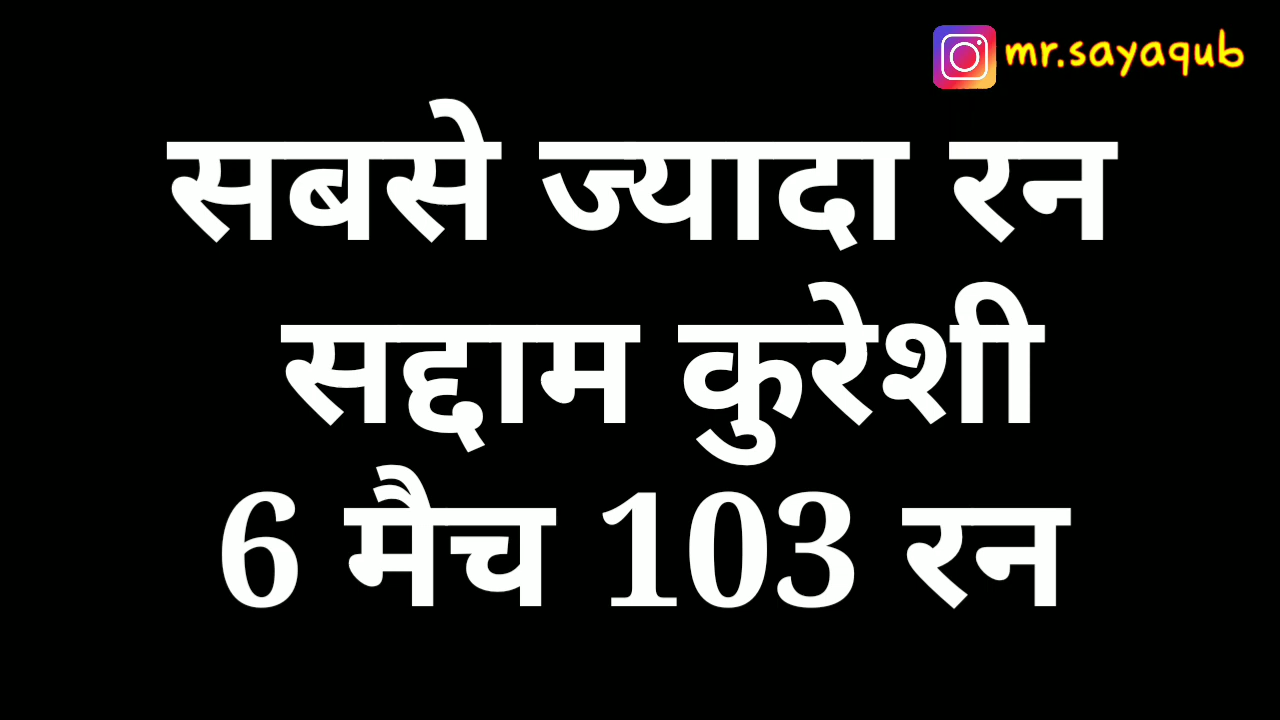 mr.sayaqub
सबसे ज्यादा रन
सद्दाम कुरेशी
6 मैच 103 रन